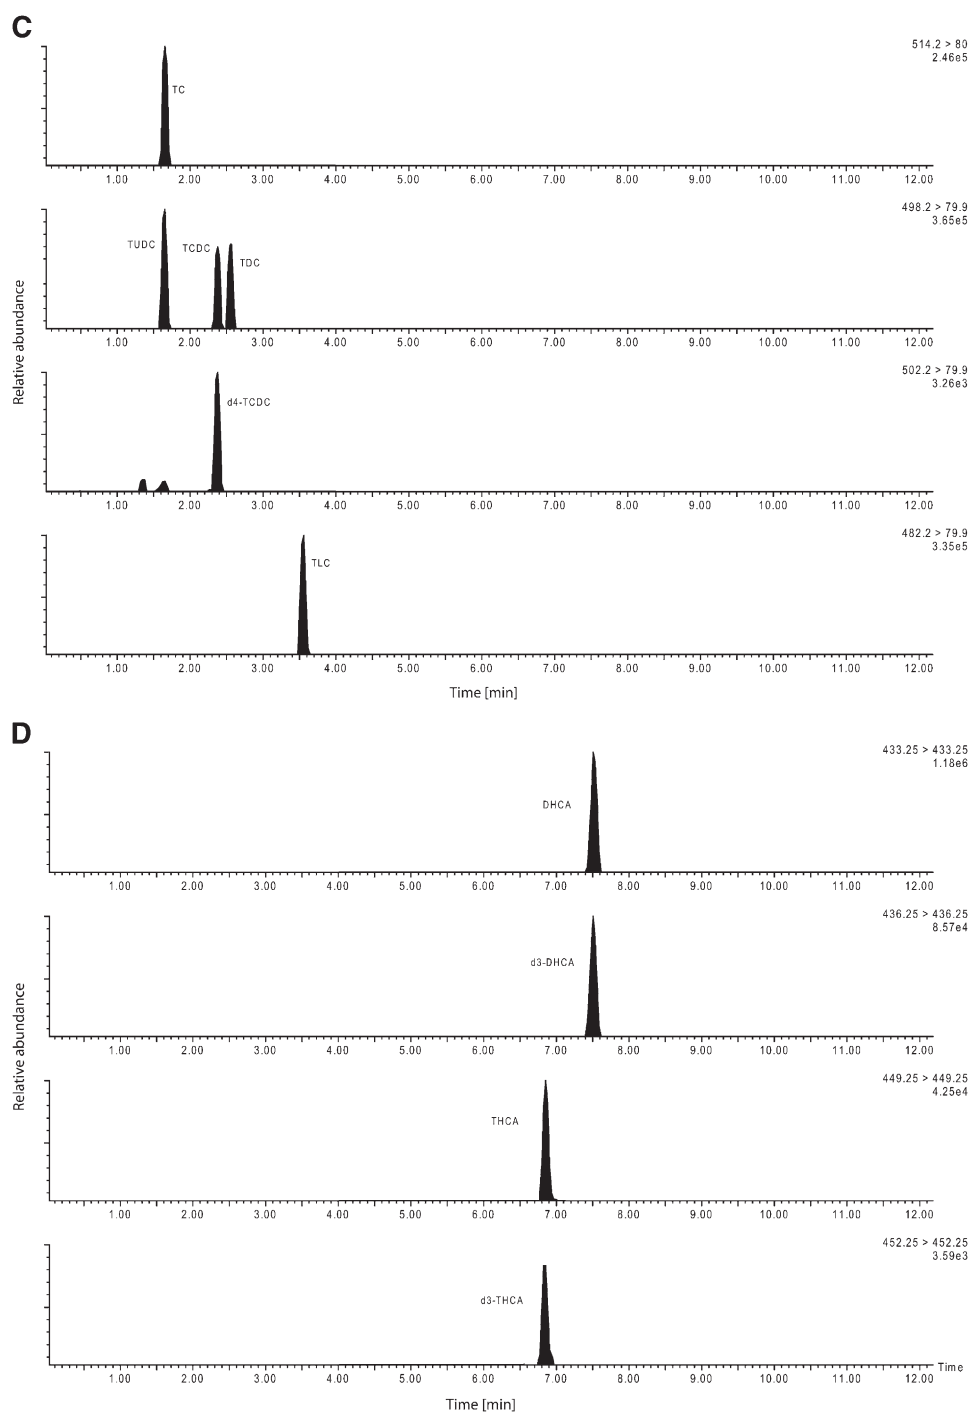 C
514.2 > 80
2.46e5
TC
1.00 2.00 3.00 4.00 5.00 6.00 7.00 8.00 9.00 10.00 11.00 12.00
498.2 > 79.9
3.65e5
TUDC TCDC TDC
1.00 2.00 3.00 4.00 5.00 6.00 7.00 8.00 9.00 10.00 11.00 12.00
Relative abundance
502.2 > 79.9
3.26e3
d4-TCDC
1.00 2.00 3.00 4.00 5.00 6.00 7.00 8.00 9.00 10.00 11.00 12.00
482.2 > 79.9
3.35e5
TLC
1.00 2.00 3.00 4.00 5.00 6.00 7.00 8.00 9.00 10.00 11.00 12.00
Time [min]
D
433.25 > 433.25
1.18e6
DHCA
1.00 2.00 3.00 4.00 5.00 6.00 7.00 8.00 9.00 10.00 11.00 12.00
436.25 > 436.25
8.57e4
d3-DHCA
1.00 2.00 3.00 4.00 5.00 6.00 7.00 8.00 9.00 10.00 11.00 12.00
Relative abundance
449.25 > 449.25
4.25e4
THCA
1.00 2.00 3.00 4.00 5.00 6.00 7.00 8.00 9.00 10.00 11.00 12.00
452.25 > 452.25
3.59e3
d3-THCA
Time
1.00 2.00 3.00 4.00 5.00 6.00 7.00 8.00 9.00 10.00 11.00 12.00
Time [min]